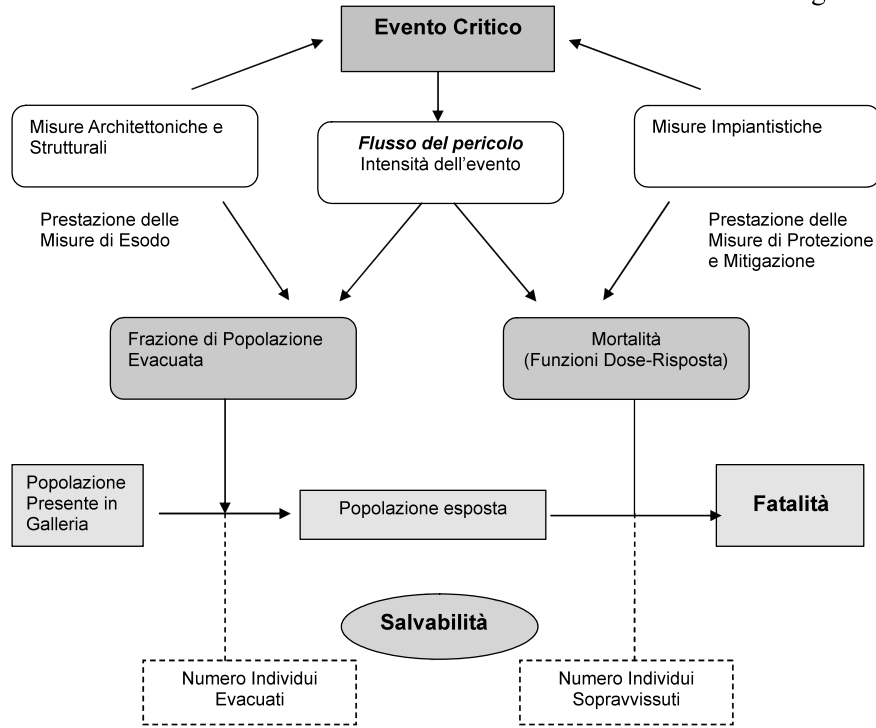 Evento Critico
Misure Architettoniche e
Strutturali
Flusso del pericolo
Intensità dell'evento
Misure Impiantistiche
Prestazione delle
Misure di Esodo
Prestazione delle
Misure di Protezione
e Mitigazione
Frazione di Popolazione
Evacuata
Mortalità
(Funzioni Dose-Risposta)
Popolazione
Presente in
Galleria
Popolazione esposta
Fatalità
Salvabilità
Numero Individui
Evacuati
Numero Individui
Sopravvissuti